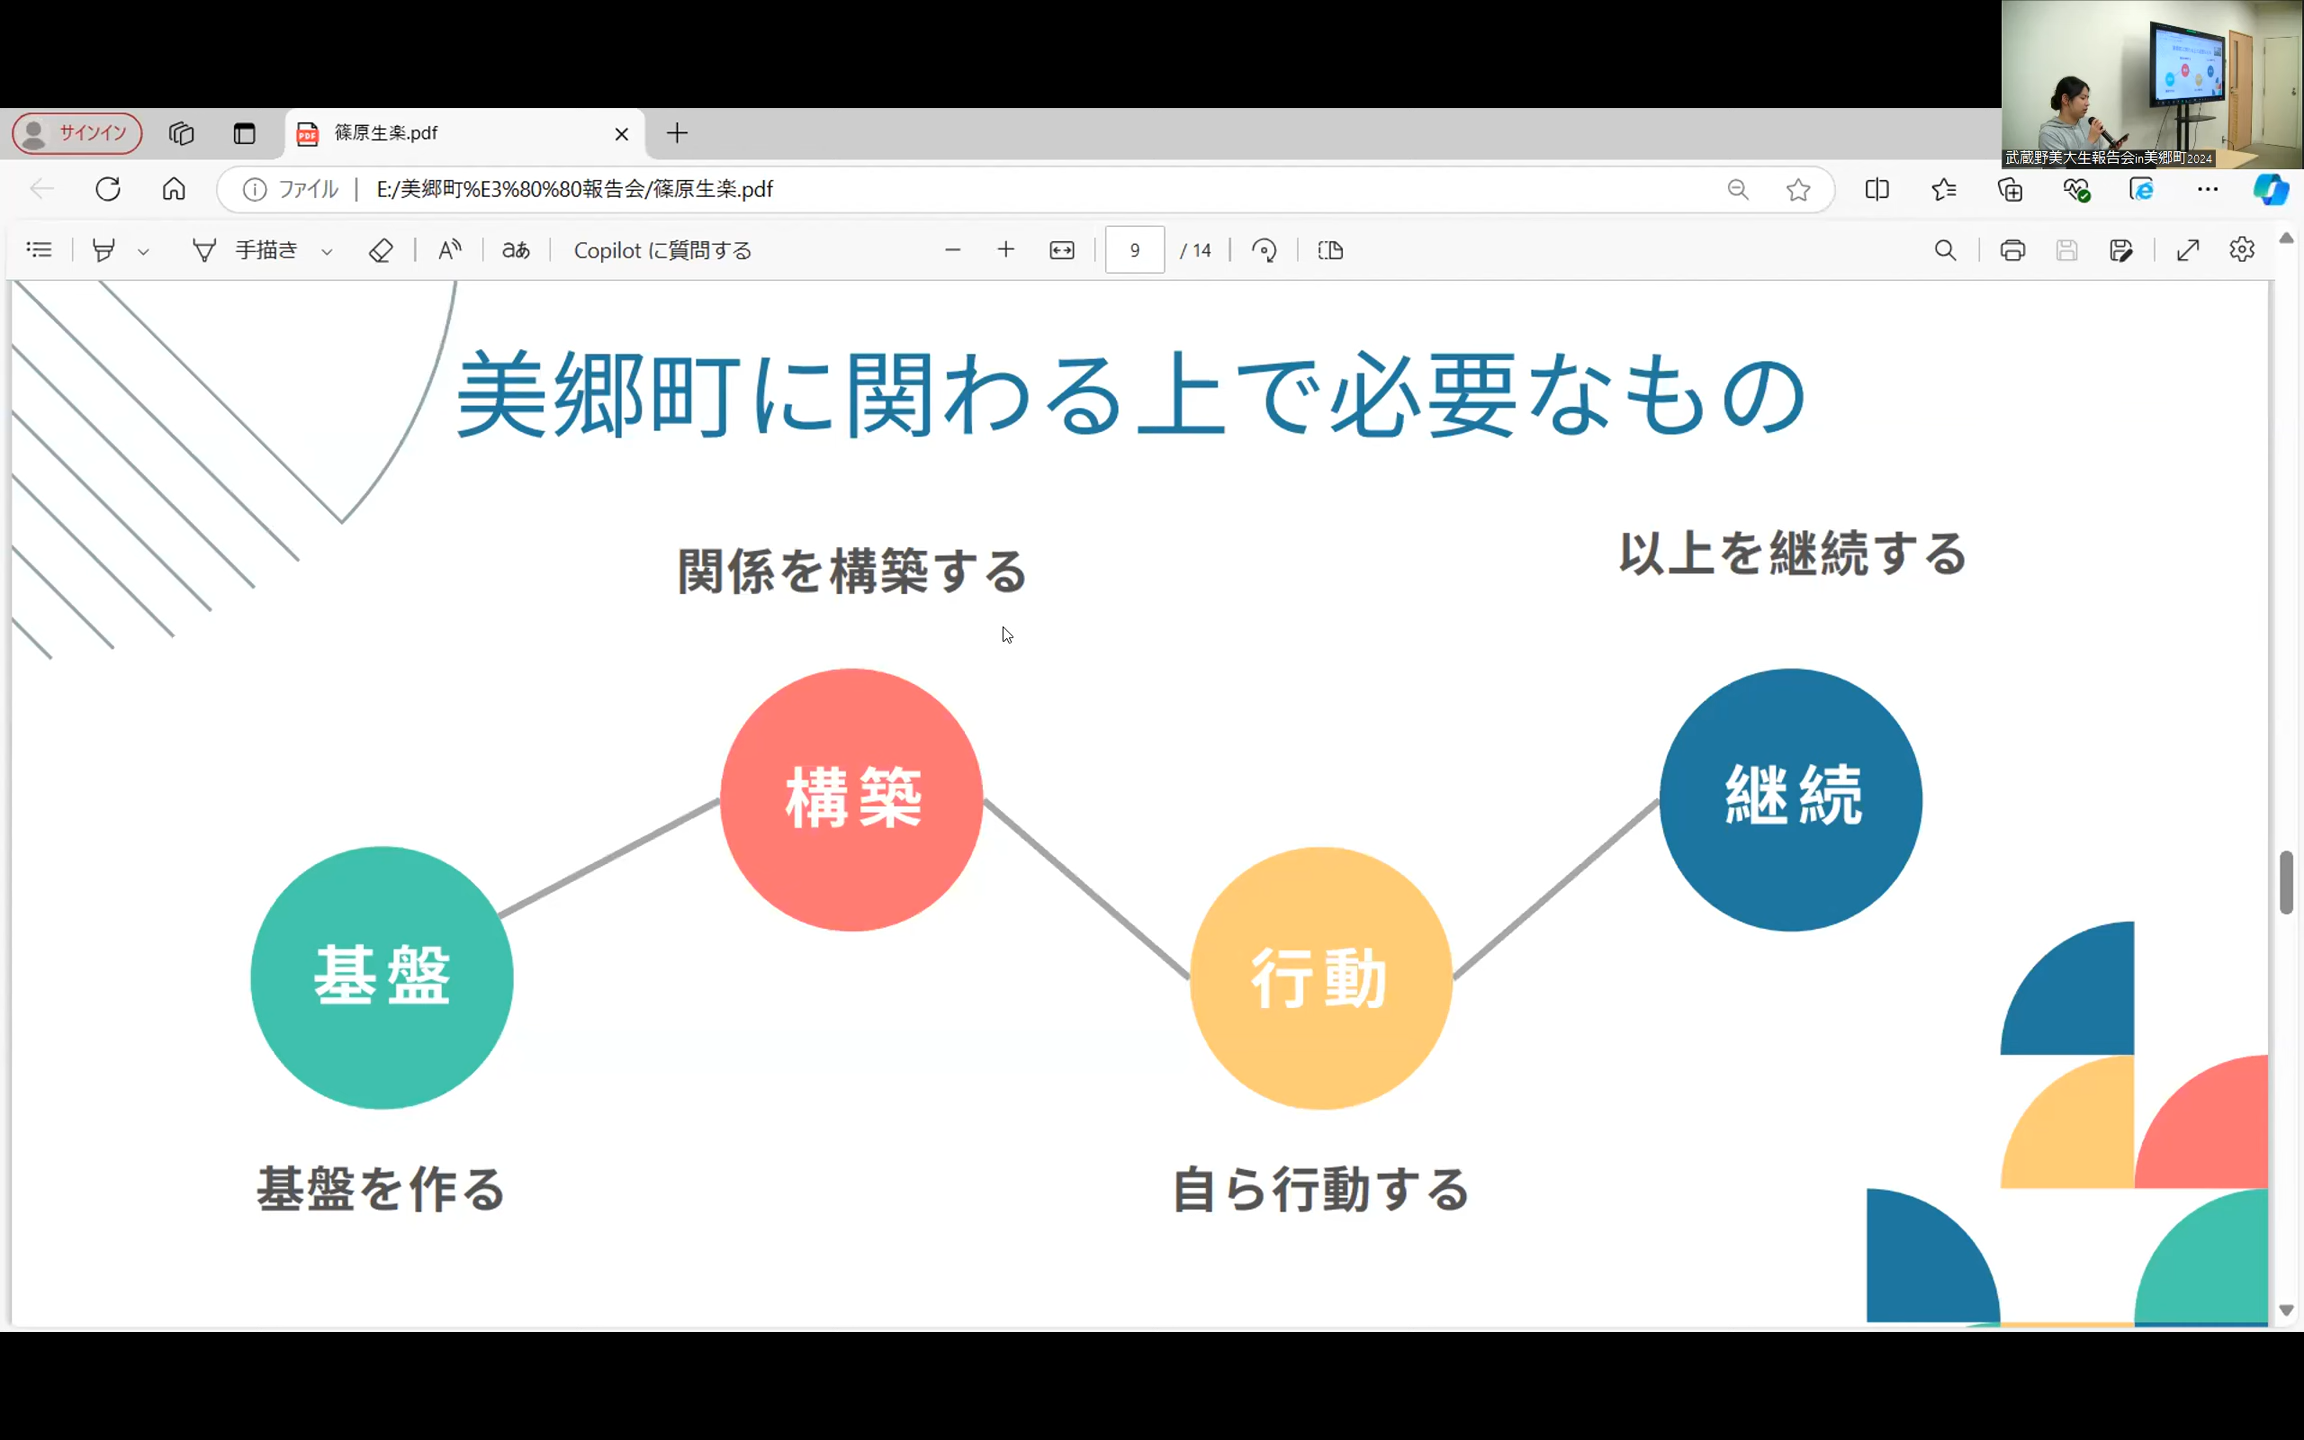 サインイン
篠原生楽.pdf
武蔵野美大生報告会in美郷町2024
ファイル
E:/美郷町%E3%80%80報告会/篠原生楽.pdf
手描き
aあ
Copilot に質問する
9
/ 14
美郷町に関わる上で必要なもの
関係を構築する
以上を継続する
構築
継続
基盤
行動
基盤を作る
自ら行動する